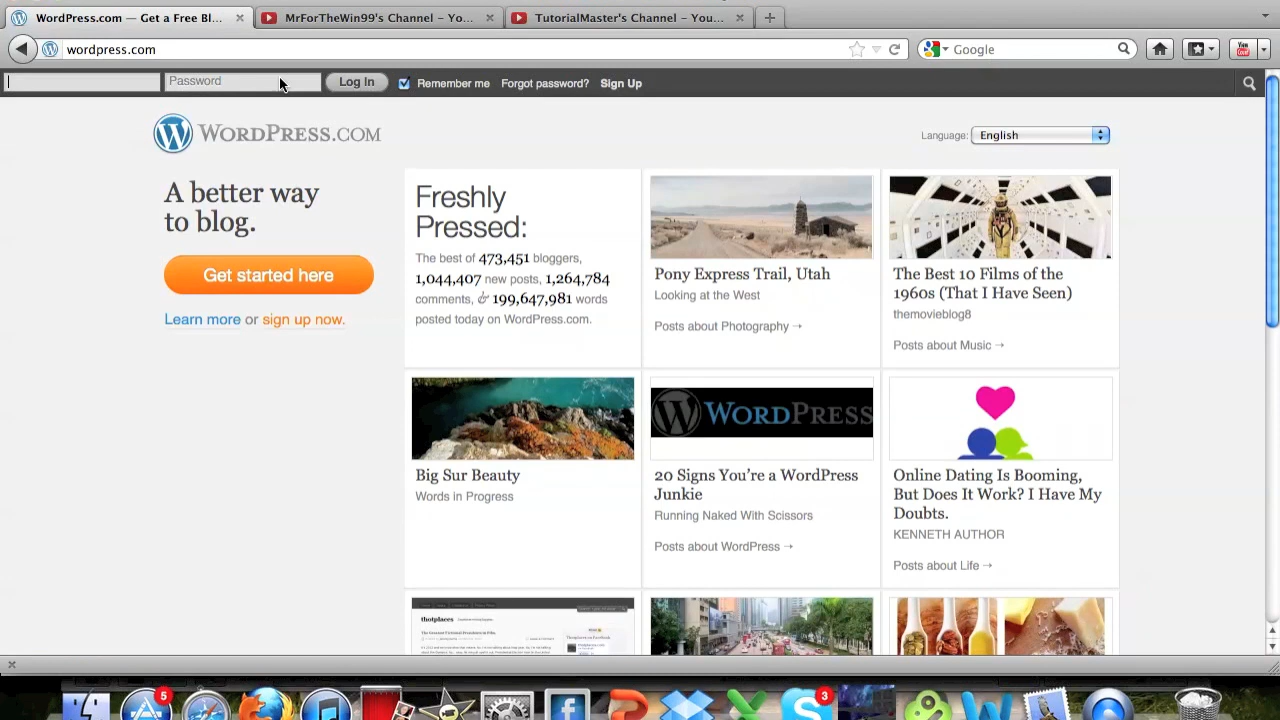 WordPress.com — Get a Free Bl...
MrForTheWin99's Channel - Yo...
TutorialMaster's Channel - You...
wordpress.com
Google
Password
Log In
Remember me
Forgot password?
Sign Up
WORDPRESS.COM
Language:
English
A better way
to blog.
Get started here
Learn more or sign up now.
Freshly
Pressed:
The best of 473,451 bloggers,
1,044,407 new posts, 1,264,784
comments, & 199,647,981 words
posted today on WordPress.com.
Pony Express Trail, Utah
Looking at the West
Posts about Photography →
The Best 10 Films of the
1960s (That I Have Seen)
themovieblog8
Posts about Music →
Big Sur Beauty
Words in Progress
WORDPRESS
20 Signs You're a WordPress
Junkie
Running Naked With Scissors
Posts about WordPress →
Online Dating Is Booming,
But Does It Work? I Have My
Doubts.
KENNETH AUTHOR
Posts about Life →
thotplaces
5
3